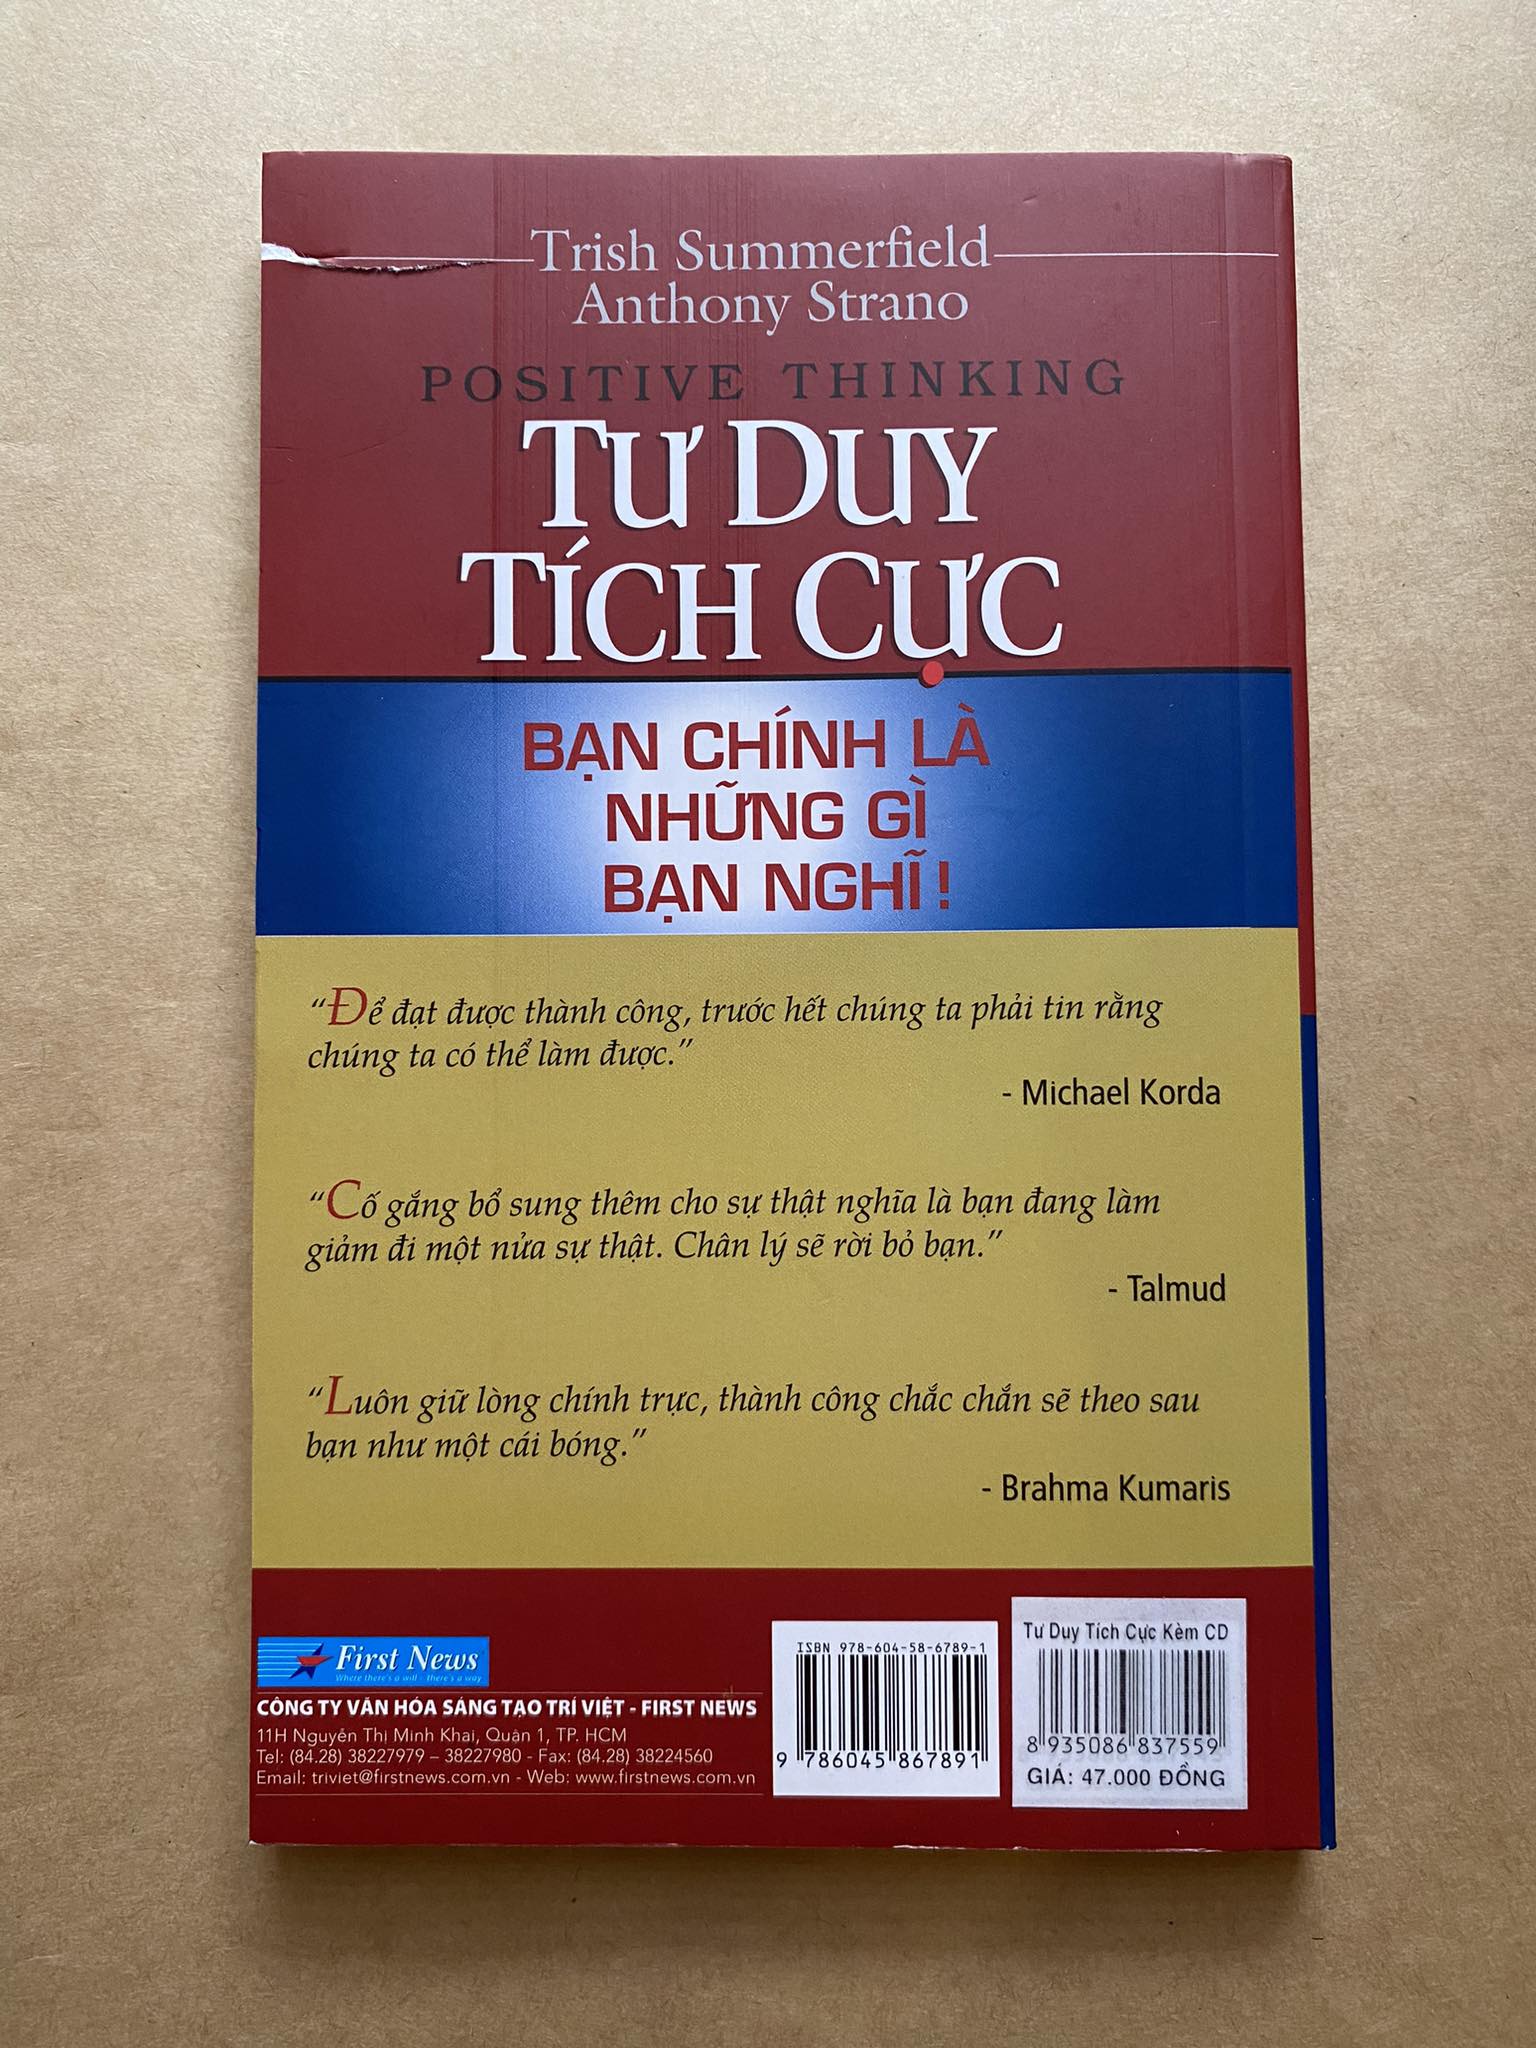 Trish Summerfield
Anthony Strano
POSITIVE THINKING
TƯ DUY
TÍCH CỰC
BẠN CHÍNH LÀ
NHỮNG GÌ
BẠN NGHĨ !
“Để đạt được thành công, trước hết chúng ta phải tin rằng
chúng ta có thể làm được.”
- Michael Korda
“Cố gắng bổ sung thêm cho sự thật nghĩa là bạn đang làm
giảm đi một nửa sự thật. Chân lý sẽ rời bỏ bạn.”
- Talmud
“Luôn giữ lòng chính trực, thành công chắc chắn sẽ theo sau
bạn như một cái bóng.”
- Brahma Kumaris
First News
Where there's a will - there's a way
CÔNG TY VĂN HÓA SÁNG TẠO TRÍ VIỆT - FIRST NEWS
11H Nguyễn Thị Minh Khai, Quận 1, TP. HCM
Tel: (84.28) 38227979 – 38227980 - Fax: (84.28) 38224560
Email: triviet@firstnews.com.vn - Web: www.firstnews.com.vn
ISBN 978-604-58-6789-1
9 786045 867891
Tư Duy Tích Cực Kèm CD
8 935086 837559
GIÁ: 47.000 ĐỒNG